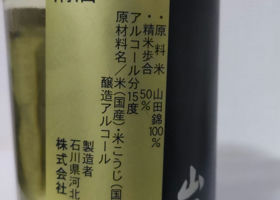 ・原料米 山田錦100%
・精米歩合 50%
アルコール分15度
原材料名／米(国産)・米こうじ(国
醸造アルコール
製造者
石川県河北
株式会社
山